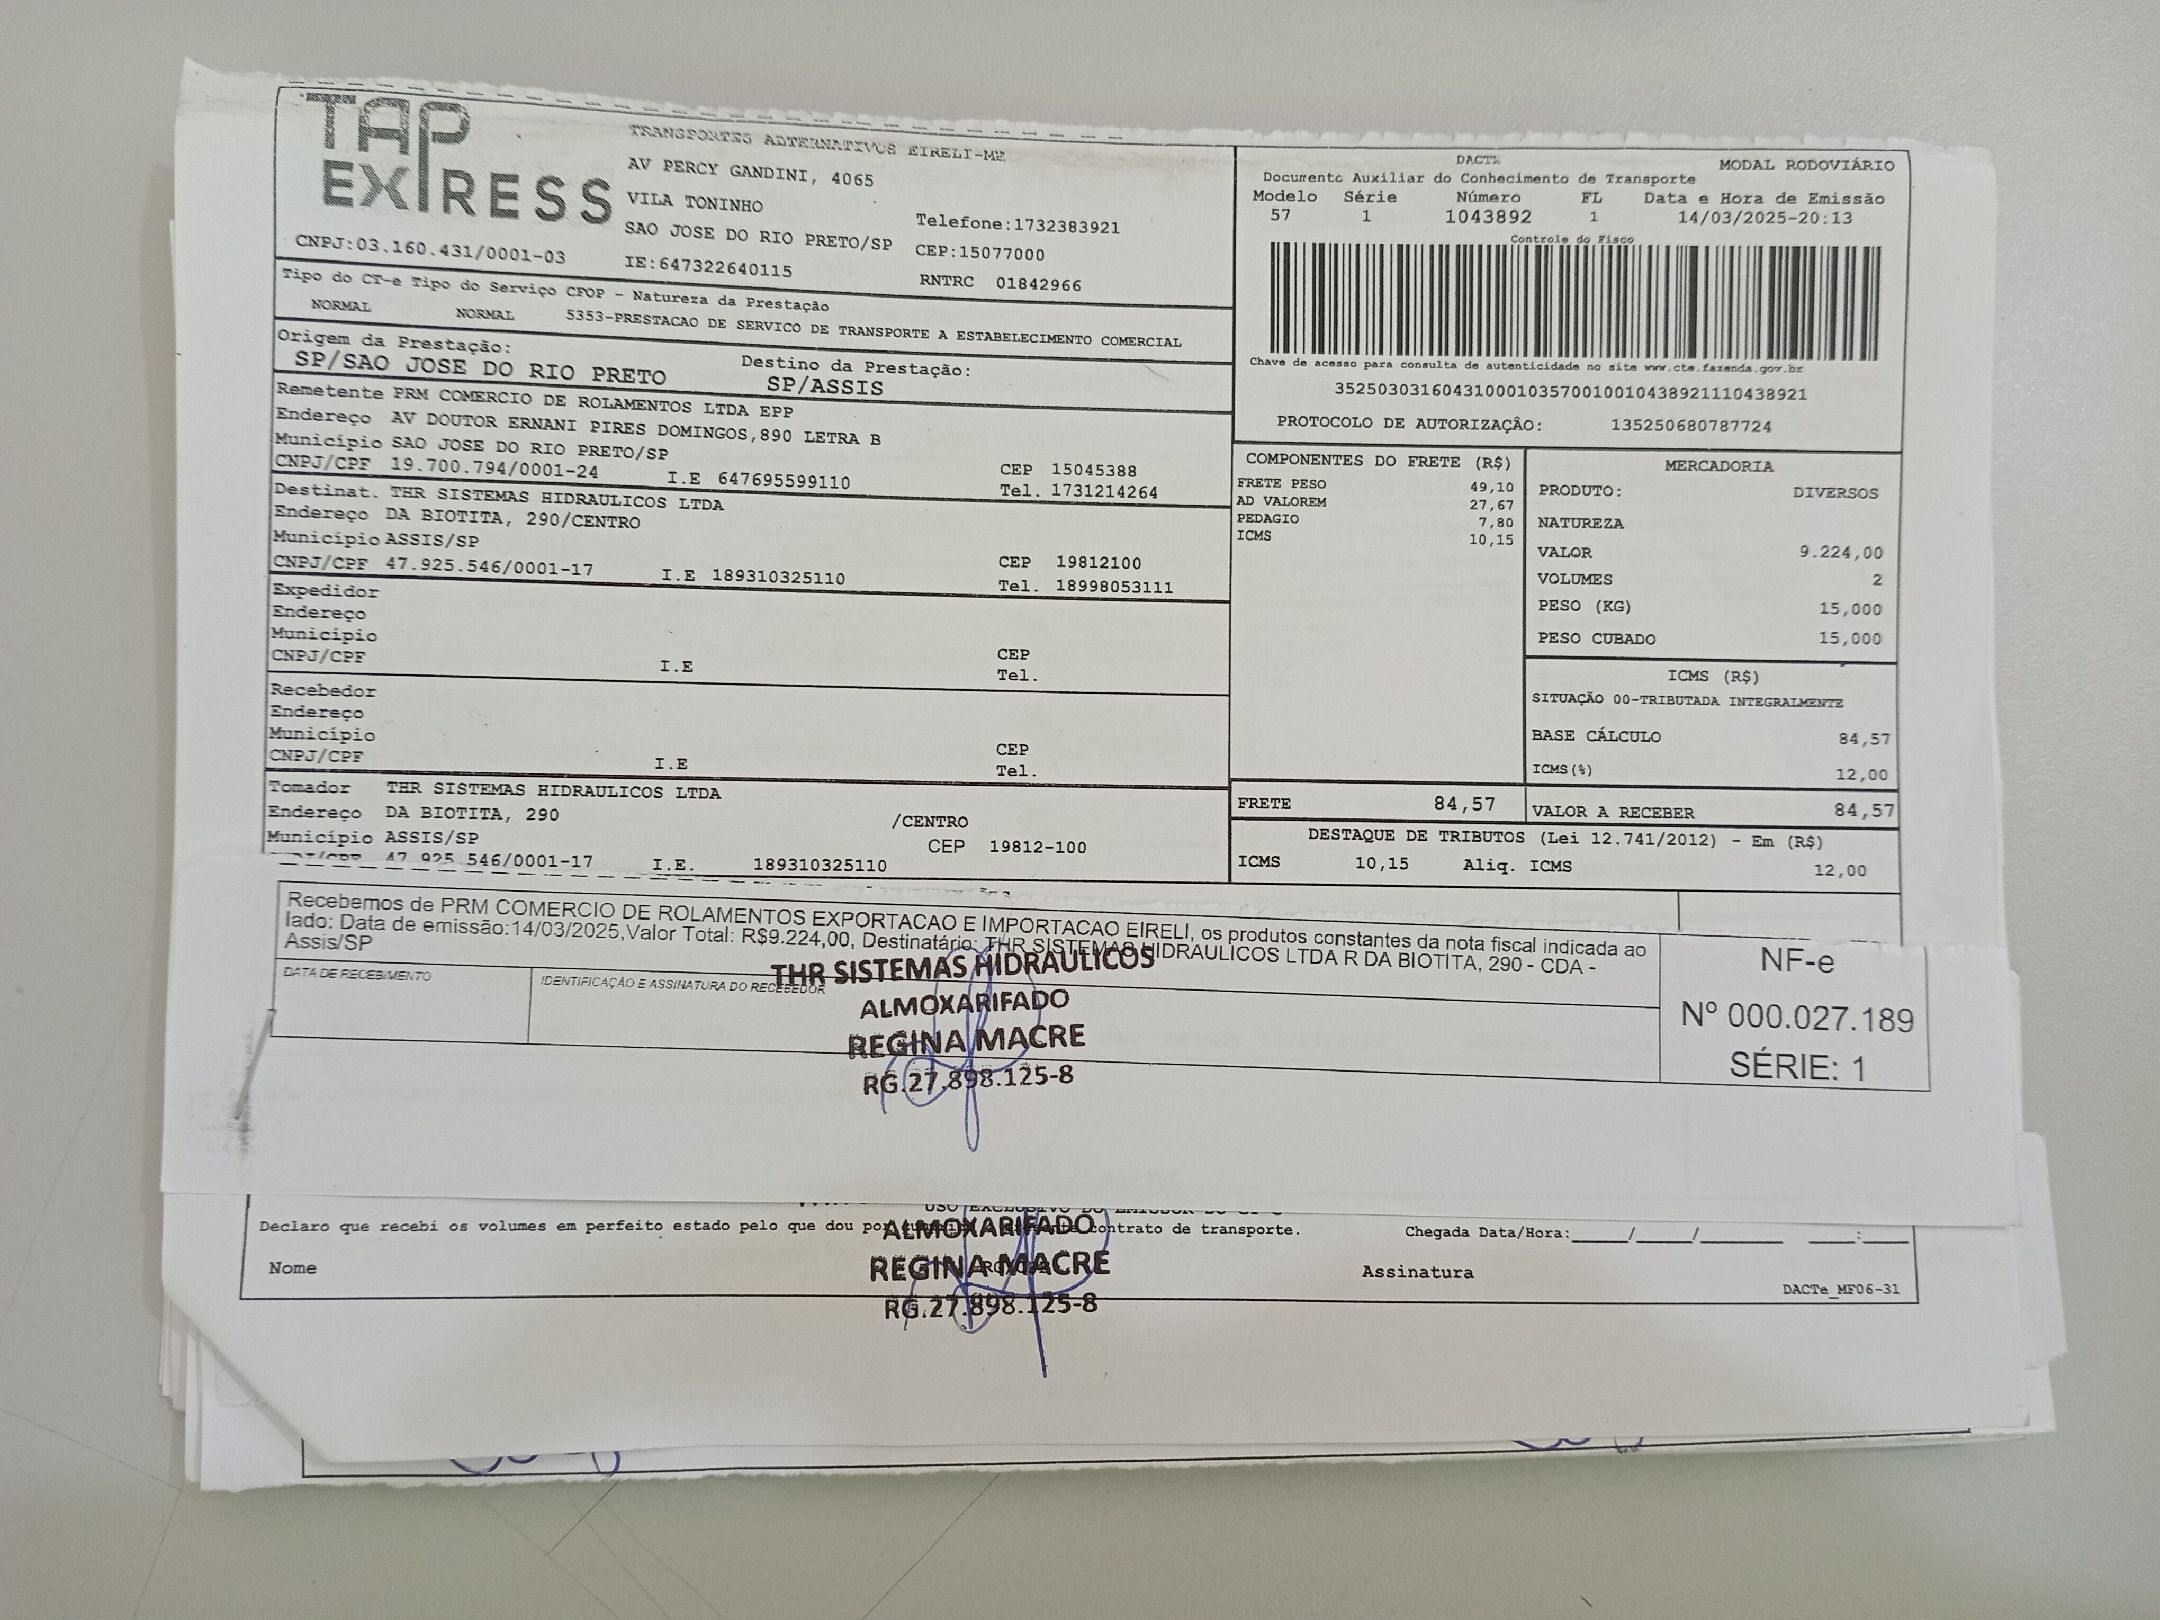 TAP
EXPRESS
TRANSPORTES ALTERNATIVOS EIRELI-ME
AV PERCY GANDINI, 4065
VILA TONINHO
SAO JOSE DO RIO PRETO/SP
Telefone:1732383921
CEP:15077000
CNPJ:03.160.431/0001-03
IE:647322640115
RNTRC 01842966
Tipo do CT-e Tipo do Serviço CFOP - Natureza da Prestação
NORMAL NORMAL 5353-PRESTACAO DE SERVICO DE TRANSPORTE A ESTABELECIMENTO COMERCIAL
Origem da Prestação: Destino da Prestação:
SP/SAO JOSE DO RIO PRETO SP/ASSIS
Remetente PRM COMERCIO DE ROLAMENTOS LTDA EPP
Endereço AV DOUTOR ERNANI PIRES DOMINGOS,890 LETRA B
Município SAO JOSE DO RIO PRETO/SP CEP 15045388
CNPJ/CPF 19.700.794/0001-24 I.E 647695599110 Tel. 1731214264
Destinat. THR SISTEMAS HIDRAULICOS LTDA
Endereço DA BIOTITA, 290/CENTRO
Município ASSIS/SP CEP 19812100
CNPJ/CPF 47.925.546/0001-17 I.E 189310325110 Tel. 18998053111
Expedidor
Endereço
Município CEP
CNPJ/CPF I.E Tel.
Recebedor
Endereço
Município CEP
CNPJ/CPF I.E Tel.
Tomador THR SISTEMAS HIDRAULICOS LTDA
Endereço DA BIOTITA, 290 /CENTRO
Município ASSIS/SP CEP 19812-100
CNPJ/CPF 47.925.546/0001-17 I.E. 189310325110
DACTE MODAL RODOVIÁRIO
Documento Auxiliar do Conhecimento de Transporte
Modelo Série Número FL Data e Hora de Emissão
57 1 1043892 1 14/03/2025-20:13
Controle do Fisco
Chave de acesso para consulta de autenticidade no site www.cte.fazenda.gov.br
35250303160431000103570010010438921110438921
PROTOCOLO DE AUTORIZAÇÃO: 135250680787724
COMPONENTES DO FRETE (R$)
FRETE PESO 49,10
AD VALOREM 27,67
PEDAGIO 7,80
ICMS 10,15
MERCADORIA
PRODUTO: DIVERSOS
NATUREZA
VALOR 9.224,00
VOLUMES 2
PESO (KG) 15,000
PESO CUBADO 15,000
ICMS (R$)
SITUAÇÃO 00-TRIBUTADA INTEGRALMENTE
BASE CÁLCULO 84,57
ICMS(%) 12,00
FRETE 84,57 VALOR A RECEBER 84,57
DESTAQUE DE TRIBUTOS (Lei 12.741/2012) - Em (R$)
ICMS 10,15 Aliq. ICMS 12,00
Recebemos de PRM COMERCIO DE ROLAMENTOS EXPORTACAO E IMPORTACAO EIRELI, os produtos constantes da nota fiscal indicada ao
lado: Data de emissão:14/03/2025,Valor Total: R$9.224,00, Destinatário: THR SISTEMAS HIDRAULICOS LTDA R DA BIOTITA, 290 - CDA -
Assis/SP
DATA DE RECEBIMENTO
IDENTIFICAÇÃO E ASSINATURA DO RECEBEDOR
THR SISTEMAS HIDRAULICOS
ALMOXARIFADO
REGINA MACRE
RG.27.898.125-8
NF-e
Nº 000.027.189
SÉRIE: 1
USO EXCLUSIVO DO EMISSOR DO
Declaro que recebi os volumes em perfeito estado pelo que dou por contrato de transporte.
Chegada Data/Hora:____/____/______ ____:____
ALMOXARIFADO
REGINA MACRE
RG.27.898.125-8
Nome
Assinatura
DACTe_MF06-31